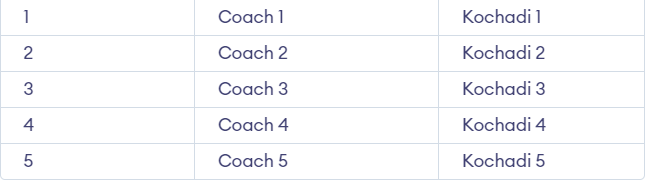 1 Coach 1 Kochadi 1
2 Coach 2 Kochadi 2
3 Coach 3 Kochadi 3
4 Coach 4 Kochadi 4
5 Coach 5 Kochadi 5